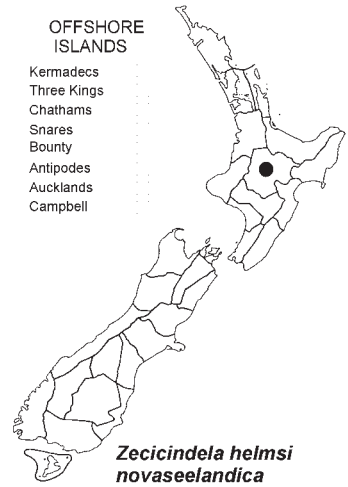 OFFSHORE
ISLANDS
Kermadecs
Three Kings
Chathams
Snares
Bounty
Antipodes
Aucklands
Campbell
Zecicindela helmsi
novaseelandica